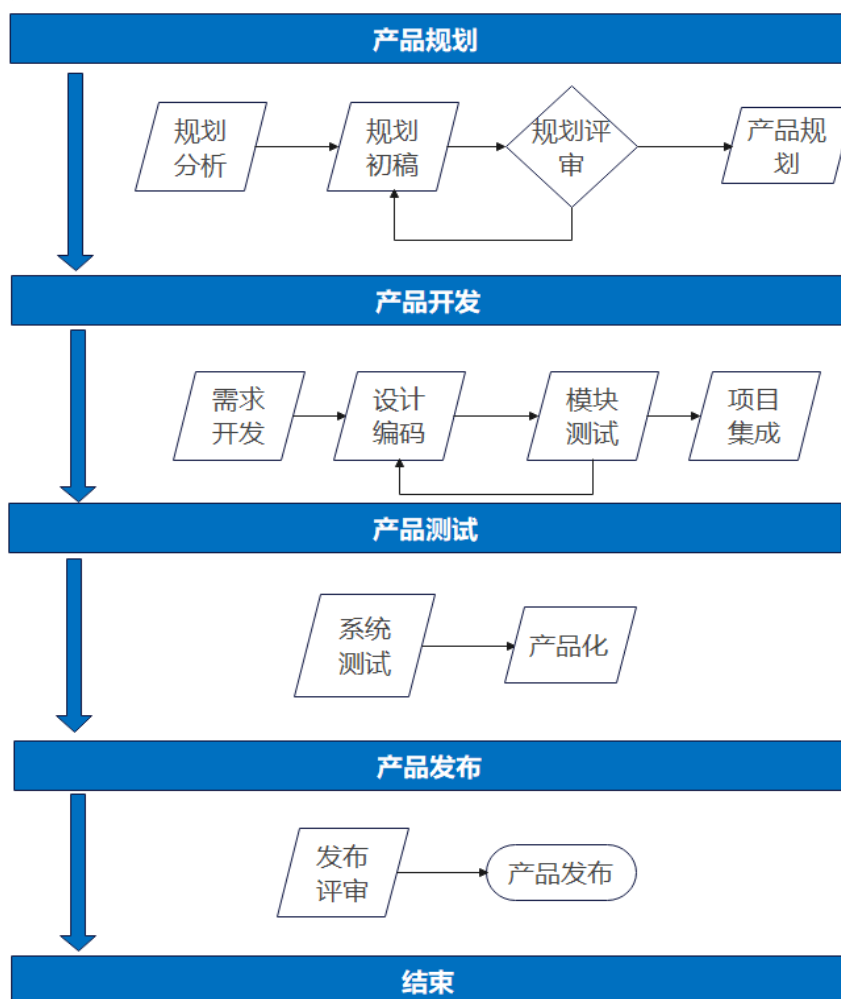 产品规划
规划
分析
规划
初稿
规划评
审
产品规
划
产品开发
需求
开发
设计
编码
模块
测试
项目
集成
产品测试
系统
测试
产品化
产品发布
发布
评审
产品发布
结束